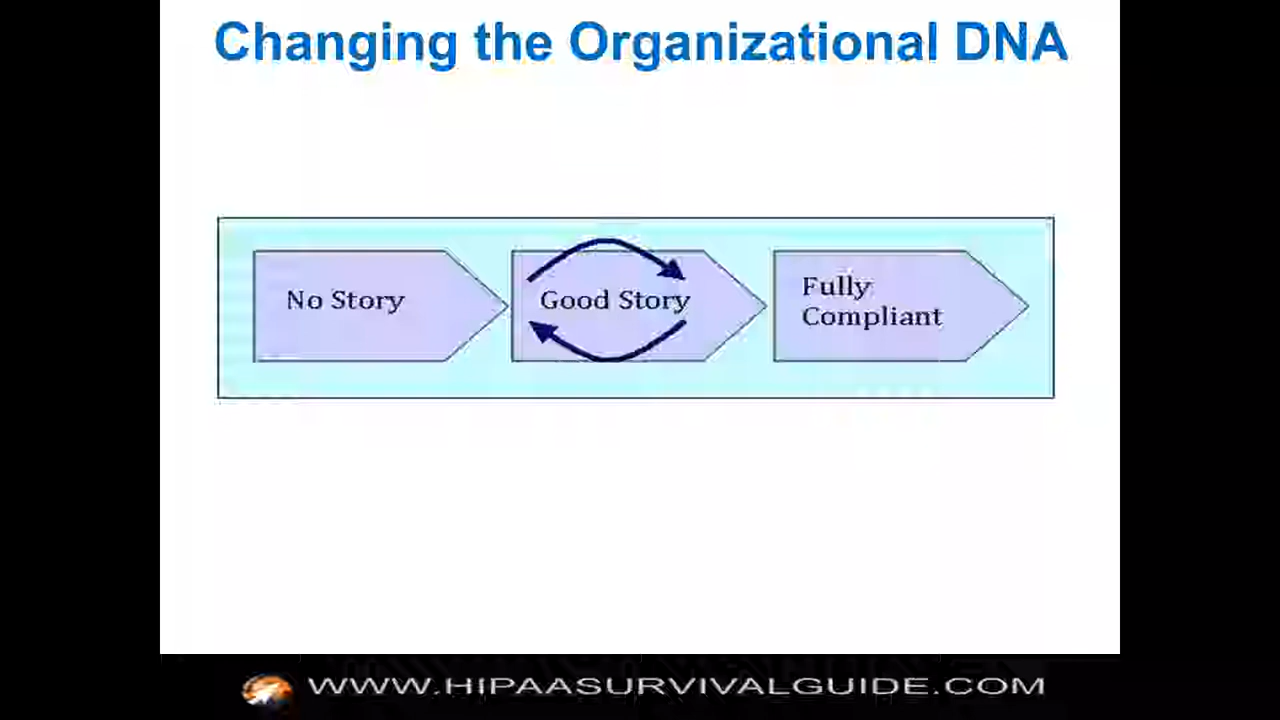 Changing the Organizational DNA
No Story
Good Story
Fully
Compliant
WWW.HIPAASURVIVALGUIDE.COM